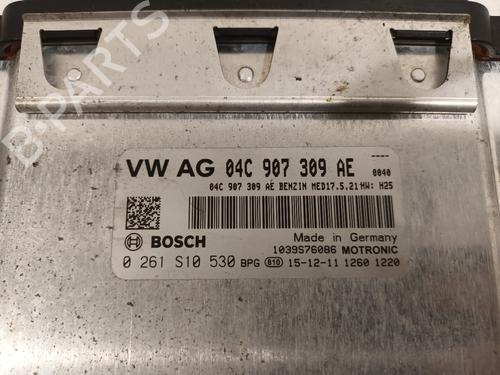 B-PARTS
VW AG 04C 907 309 AE ----
0040
04C 907 309 AE BENZIN MED17.5.21 HW: H25
BOSCH
Made in Germany
1039S76086 MOTRONIC
0 261 S10 530 BPG 810 15-12-11 1260 1220